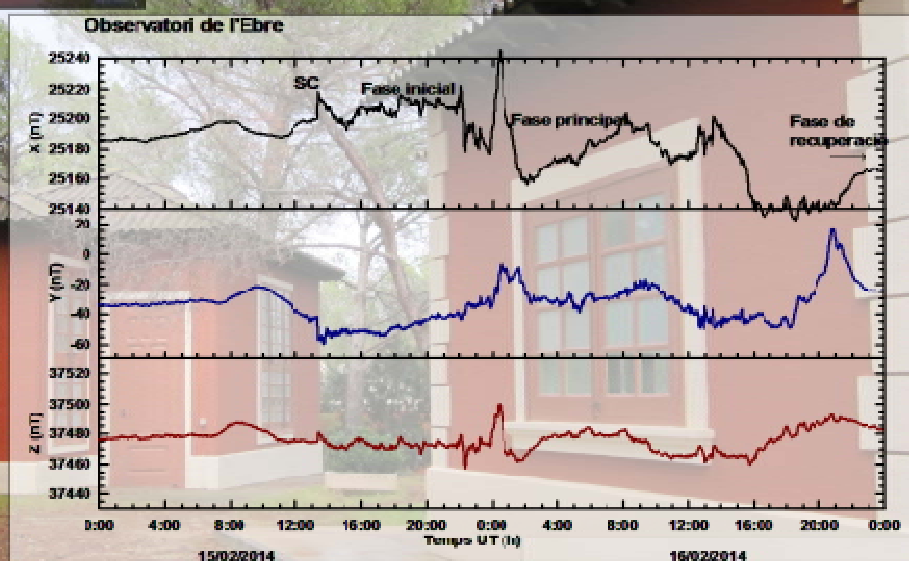 Observatori de l'Ebre
25240
25220
25200
25180
25160
25140
X (nT)
SC
Fase inicial
Fase principal
Fase de
recuperació
20
0
-20
-40
-60
Y (nT)
37520
37500
37480
37460
37440
Z (nT)
0:00 4:00 8:00 12:00 16:00 20:00 0:00 4:00 8:00 12:00 16:00 20:00 0:00
Temps UT (h)
15/02/2014 16/02/2014